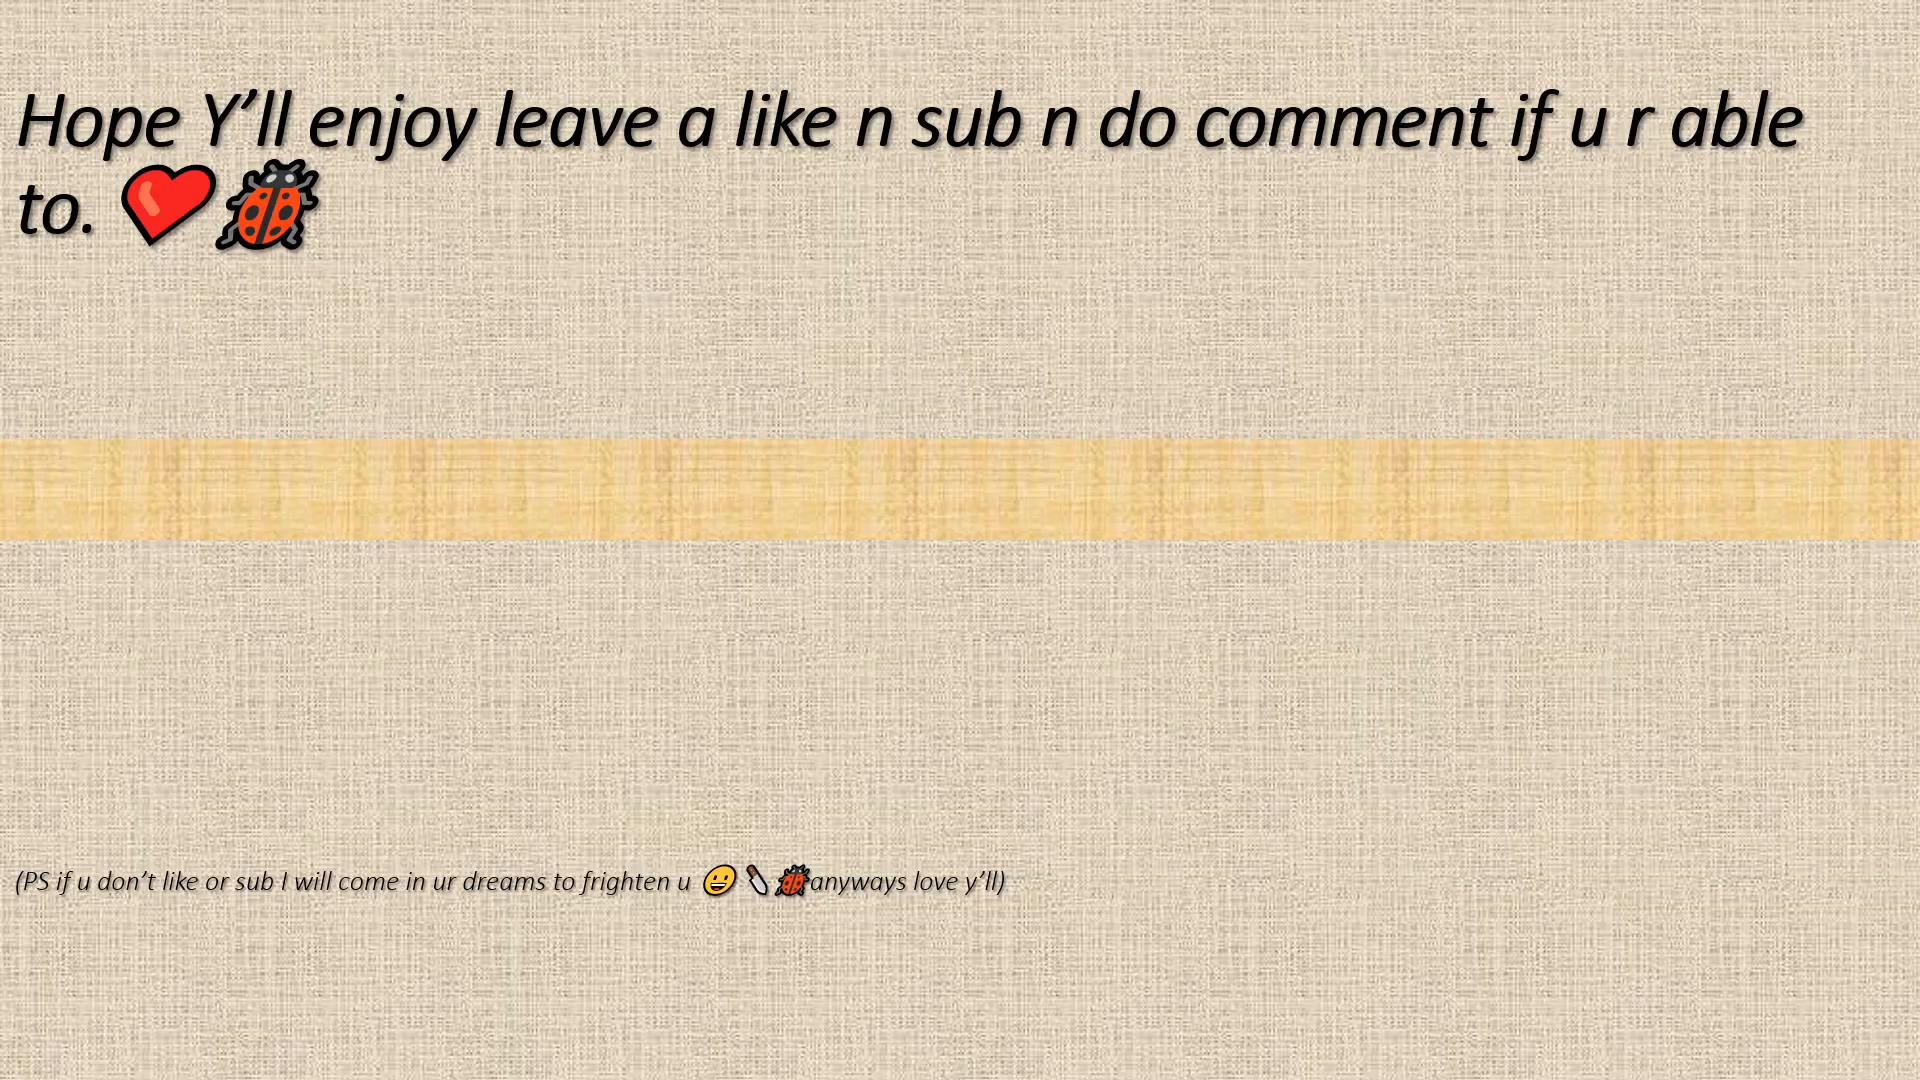 Hope Y’ll enjoy leave a like n sub n do comment if u r able
to. ❤️🐞
(PS if u don’t like or sub I will come in ur dreams to frighten u 😀🔪🐞anyways love y’ll)